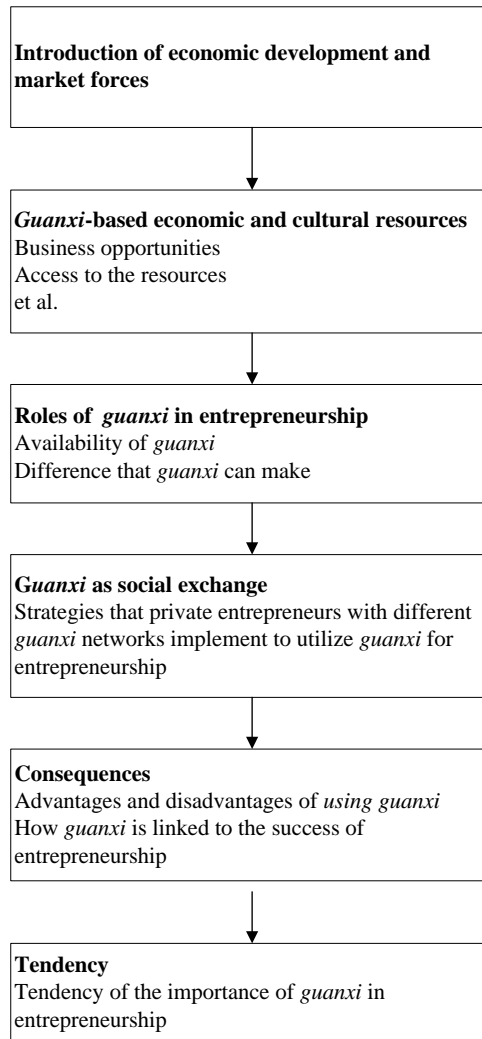 Introduction of economic development and
market forces
Guanxi-based economic and cultural resources
Business opportunities
Access to the resources
et al.
Roles of guanxi in entrepreneurship
Availability of guanxi
Difference that guanxi can make
Guanxi as social exchange
Strategies that private entrepreneurs with different
guanxi networks implement to utilize guanxi for
entrepreneurship
Consequences
Advantages and disadvantages of using guanxi
How guanxi is linked to the success of
entrepreneurship
Tendency
Tendency of the importance of guanxi in
entrepreneurship